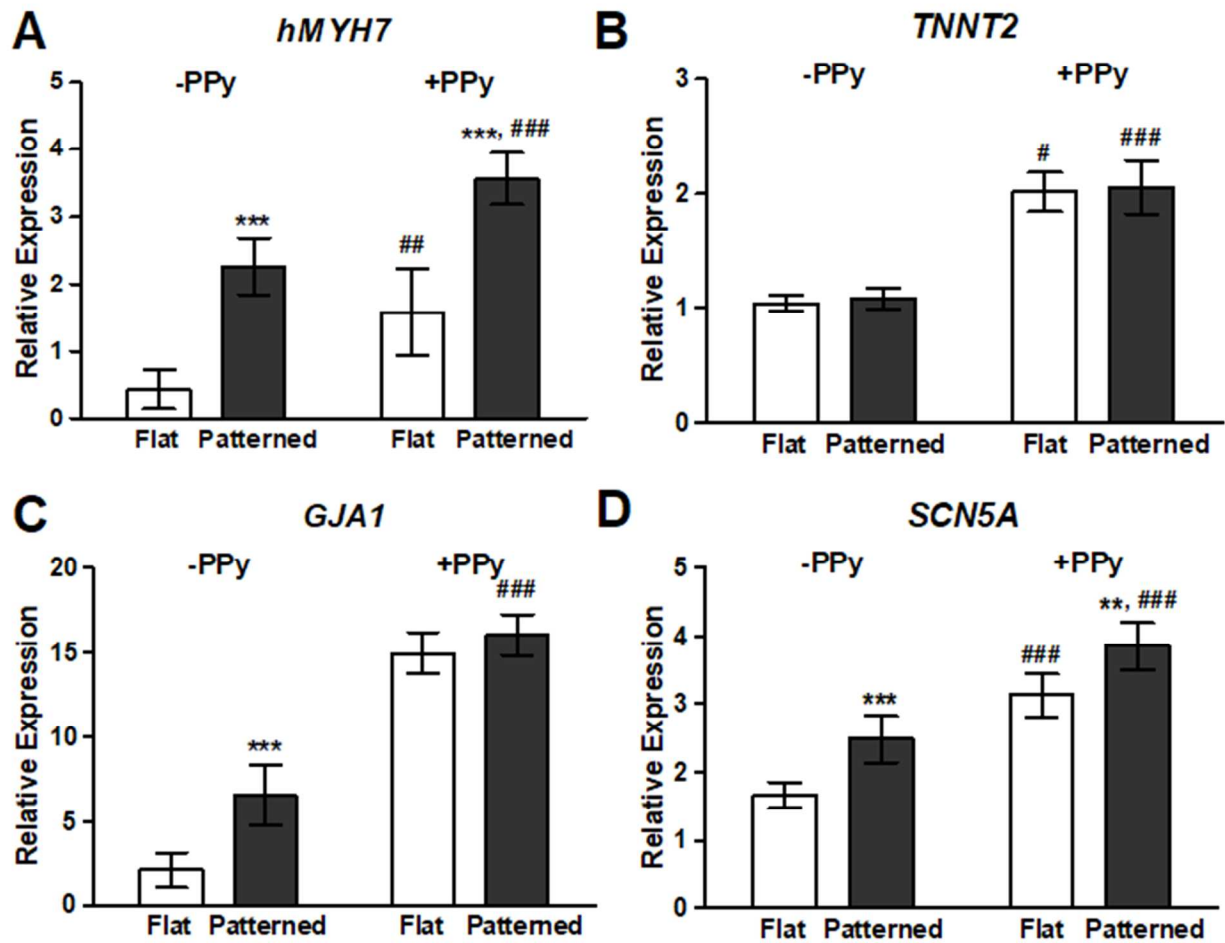 A
hMYH7
-PPy +PPy
Relative Expression
5
4
3
2
1
0
***
##
***, ###
Flat Patterned Flat Patterned
B
TNNT2
-PPy +PPy
Relative Expression
3
2
1
0
#
###
Flat Patterned Flat Patterned
C
GJA1
-PPy +PPy
Relative Expression
20
15
10
5
0
***
###
Flat Patterned Flat Patterned
D
SCN5A
-PPy +PPy
Relative Expression
5
4
3
2
1
0
***
###
**, ###
Flat Patterned Flat Patterned